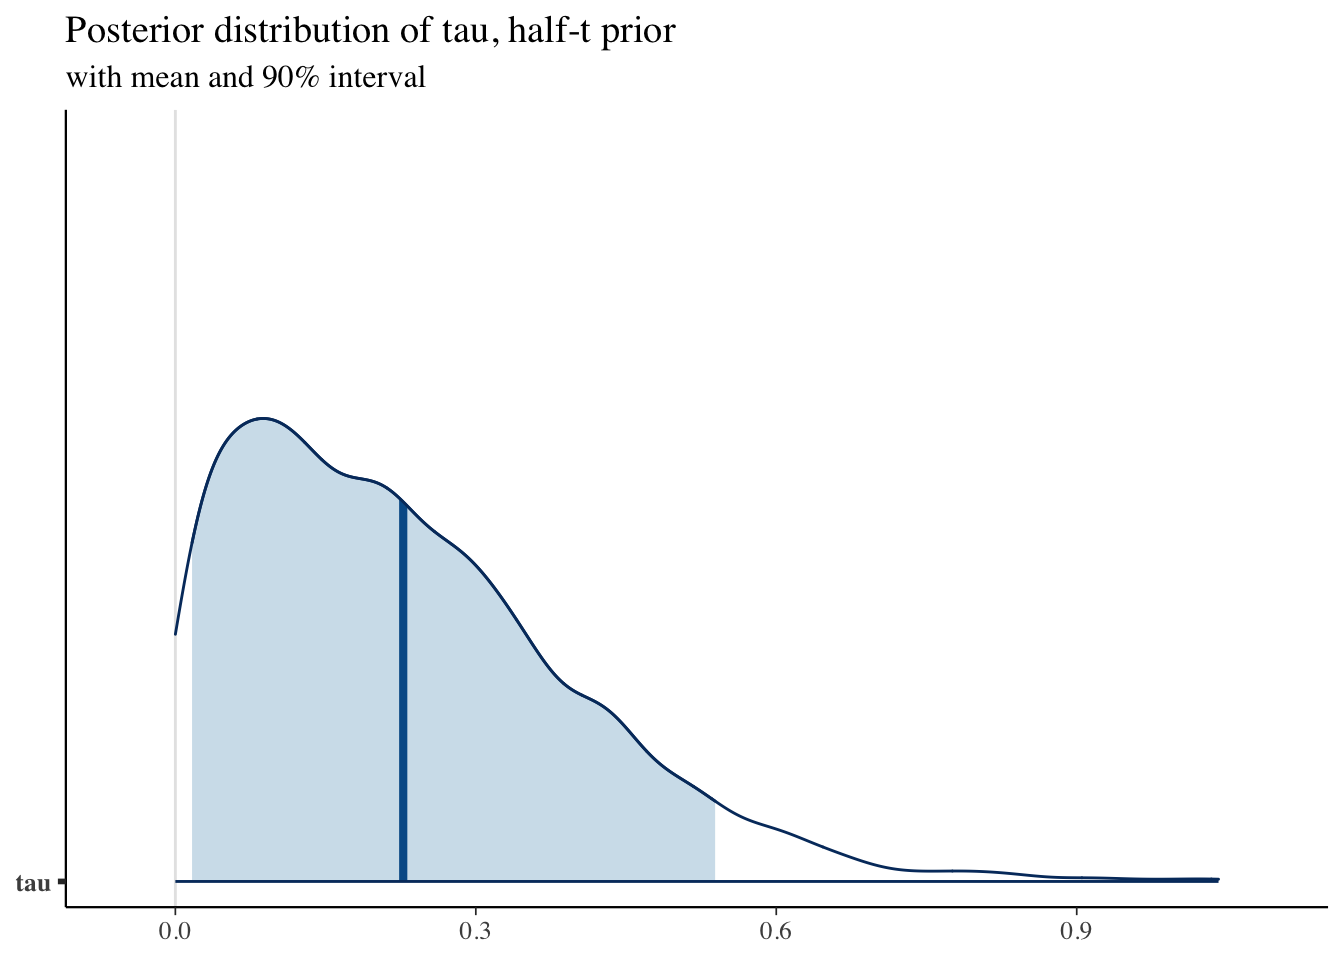 Posterior distribution of tau, half-t prior
with mean and 90% interval
tau
0.0 0.3 0.6 0.9